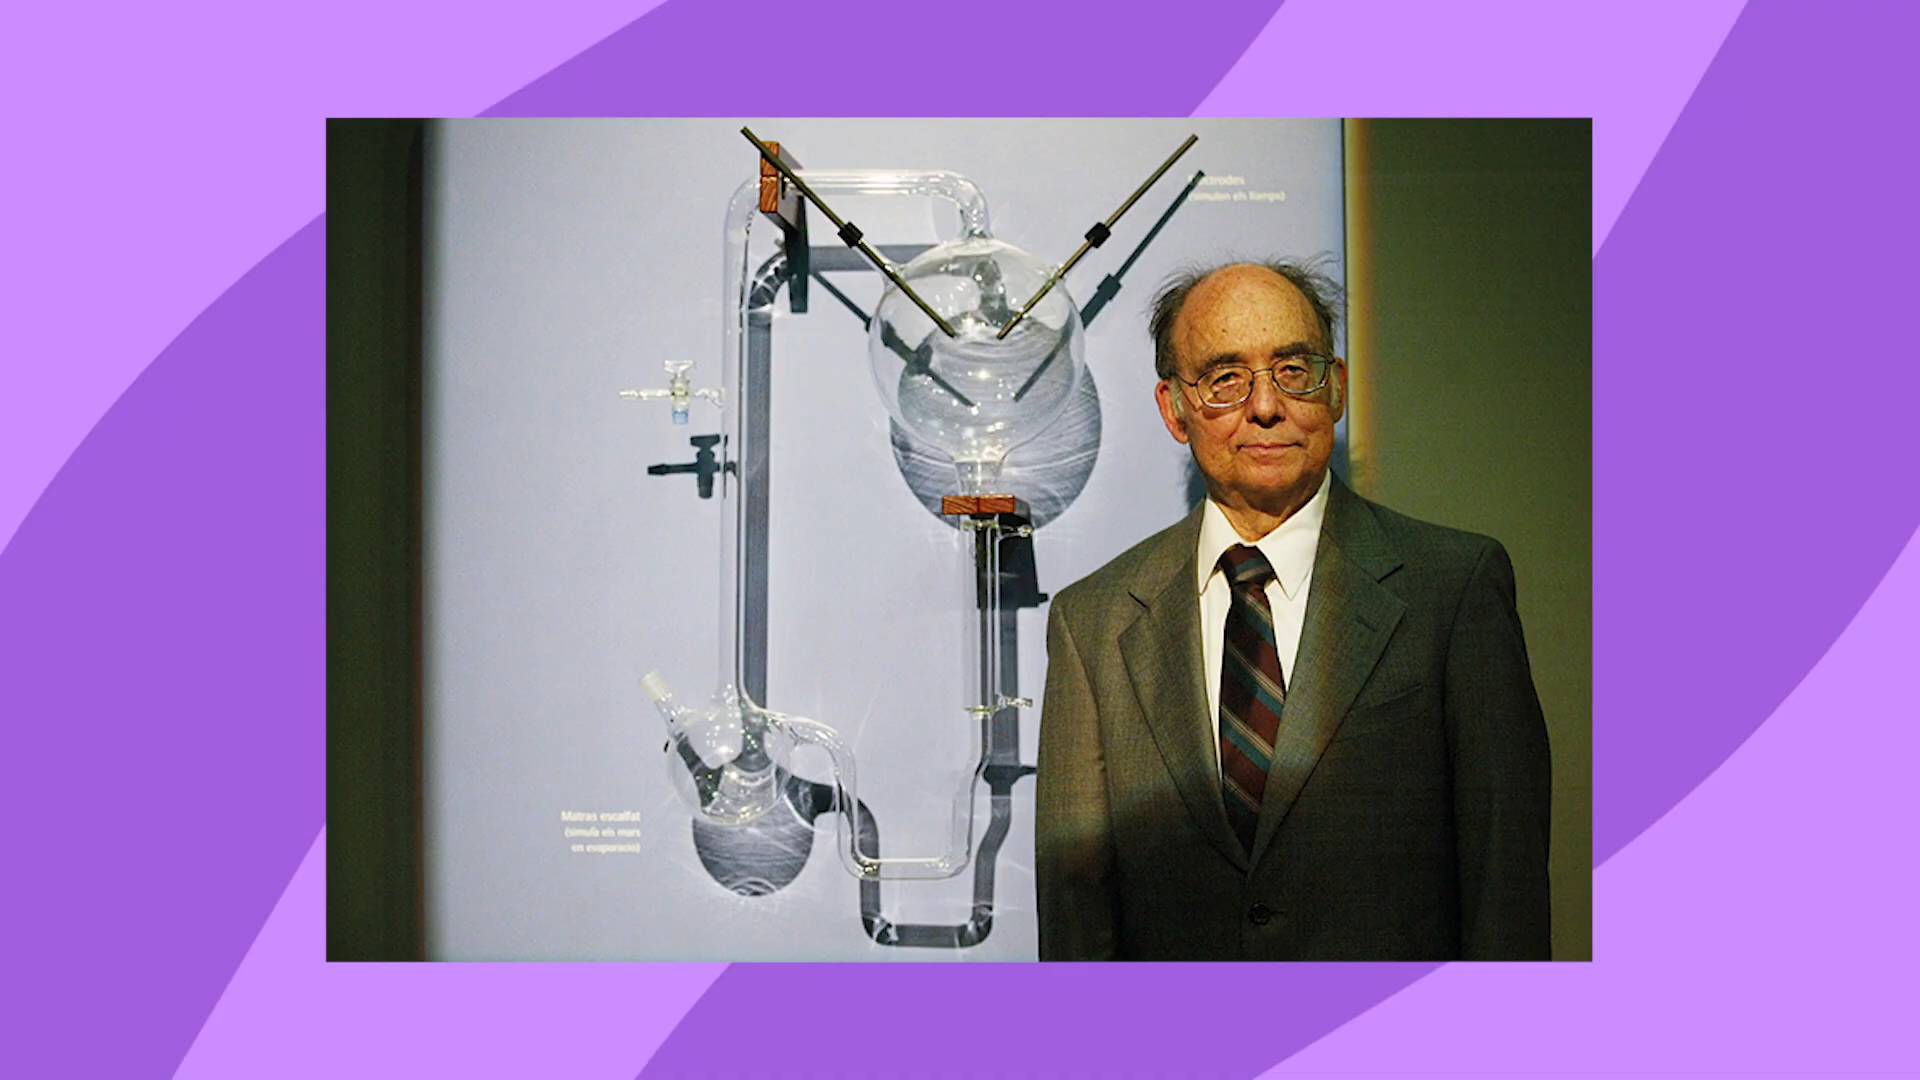 (simulen els llamps)
Matras escalfat
(simula els mars
en evaporació)